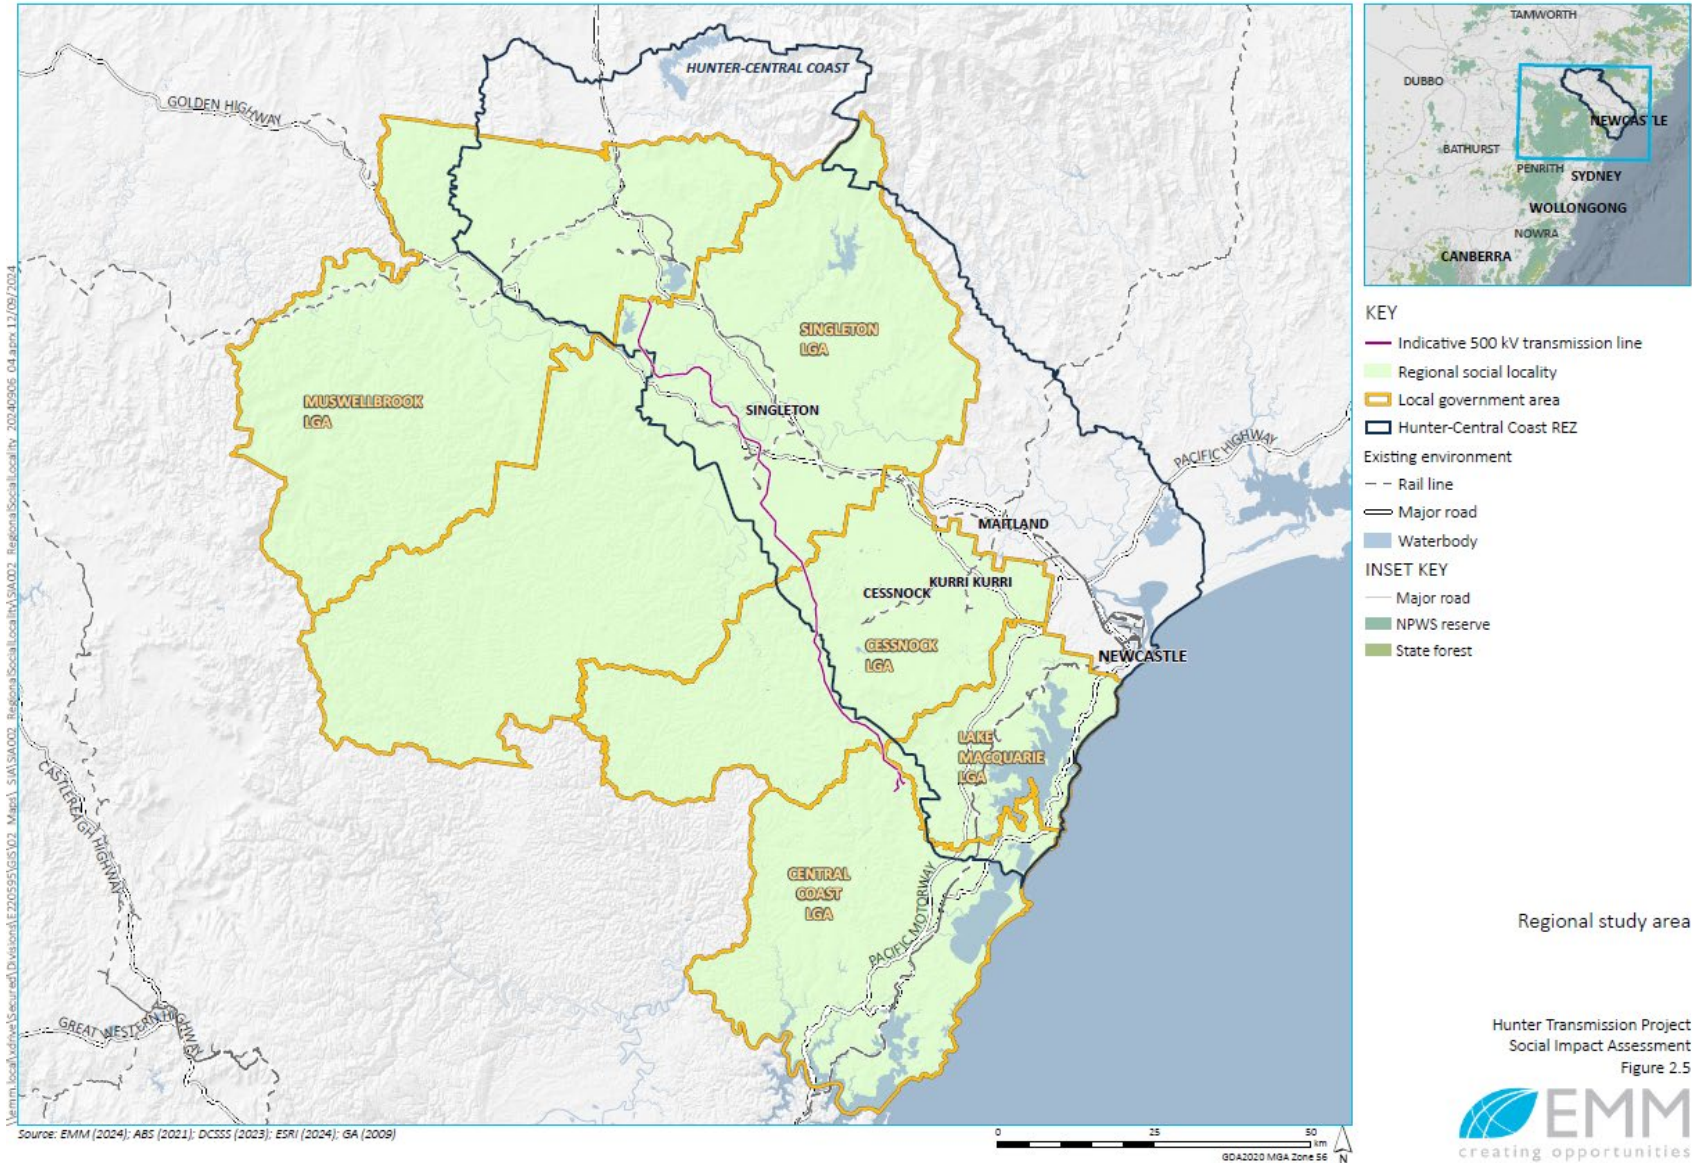 HUNTER-CENTRAL COAST
GOLDEN HIGHWAY
SINGLETON
LGA
MUSWELLBROOK
LGA
SINGLETON
PACIFIC HIGHWAY
MAITLAND
KURRI KURRI
CESSNOCK
CESSNOCK
LGA
NEWCASTLE
LAKE
MACQUARIE
LGA
CASTLEREAGH HIGHWAY
CENTRAL
COAST
LGA
PACIFIC MOTORWAY
GREAT WESTERN HIGHWAY
TAMWORTH
DUBBO
NEWCASTLE
BATHURST
PENRITH
SYDNEY
WOLLONGONG
NOWRA
CANBERRA
KEY
Indicative 500 kV transmission line
Regional social locality
Local government area
Hunter-Central Coast REZ
Existing environment
Rail line
Major road
Waterbody
INSET KEY
Major road
NPWS reserve
State forest
Regional study area
Hunter Transmission Project
Social Impact Assessment
Figure 2.5
EMM
creating opportunities
Source: EMM (2024); ABS (2021); DCSSS (2023); ESRI (2024); GA (2009)
0 25 50
km
GDA2020 MGA Zone 56 N